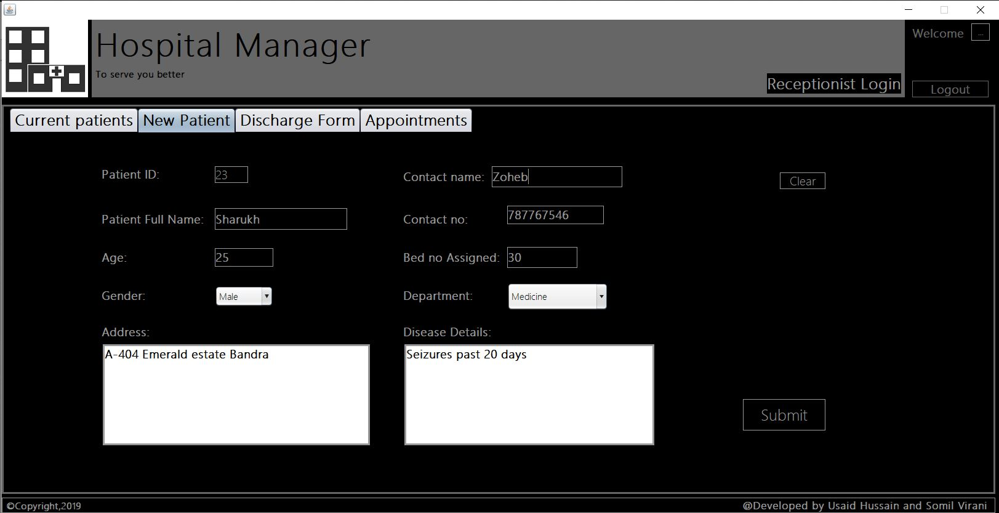 Hospital Manager
Welcome ...
To serve you better
Receptionist Login
Logout
Current patients New Patient Discharge Form Appointments
Patient ID: 23
Contact name: Zoheb
Clear
Patient Full Name: Sharukh
Contact no: 787767546
Age: 25
Bed no Assigned: 30
Gender: Male
Department: Medicine
Address:
Disease Details:
A-404 Emerald estate Bandra
Seizures past 20 days
Submit
©Copyright,2019
@Developed by Usaid Hussain and Somil Virani